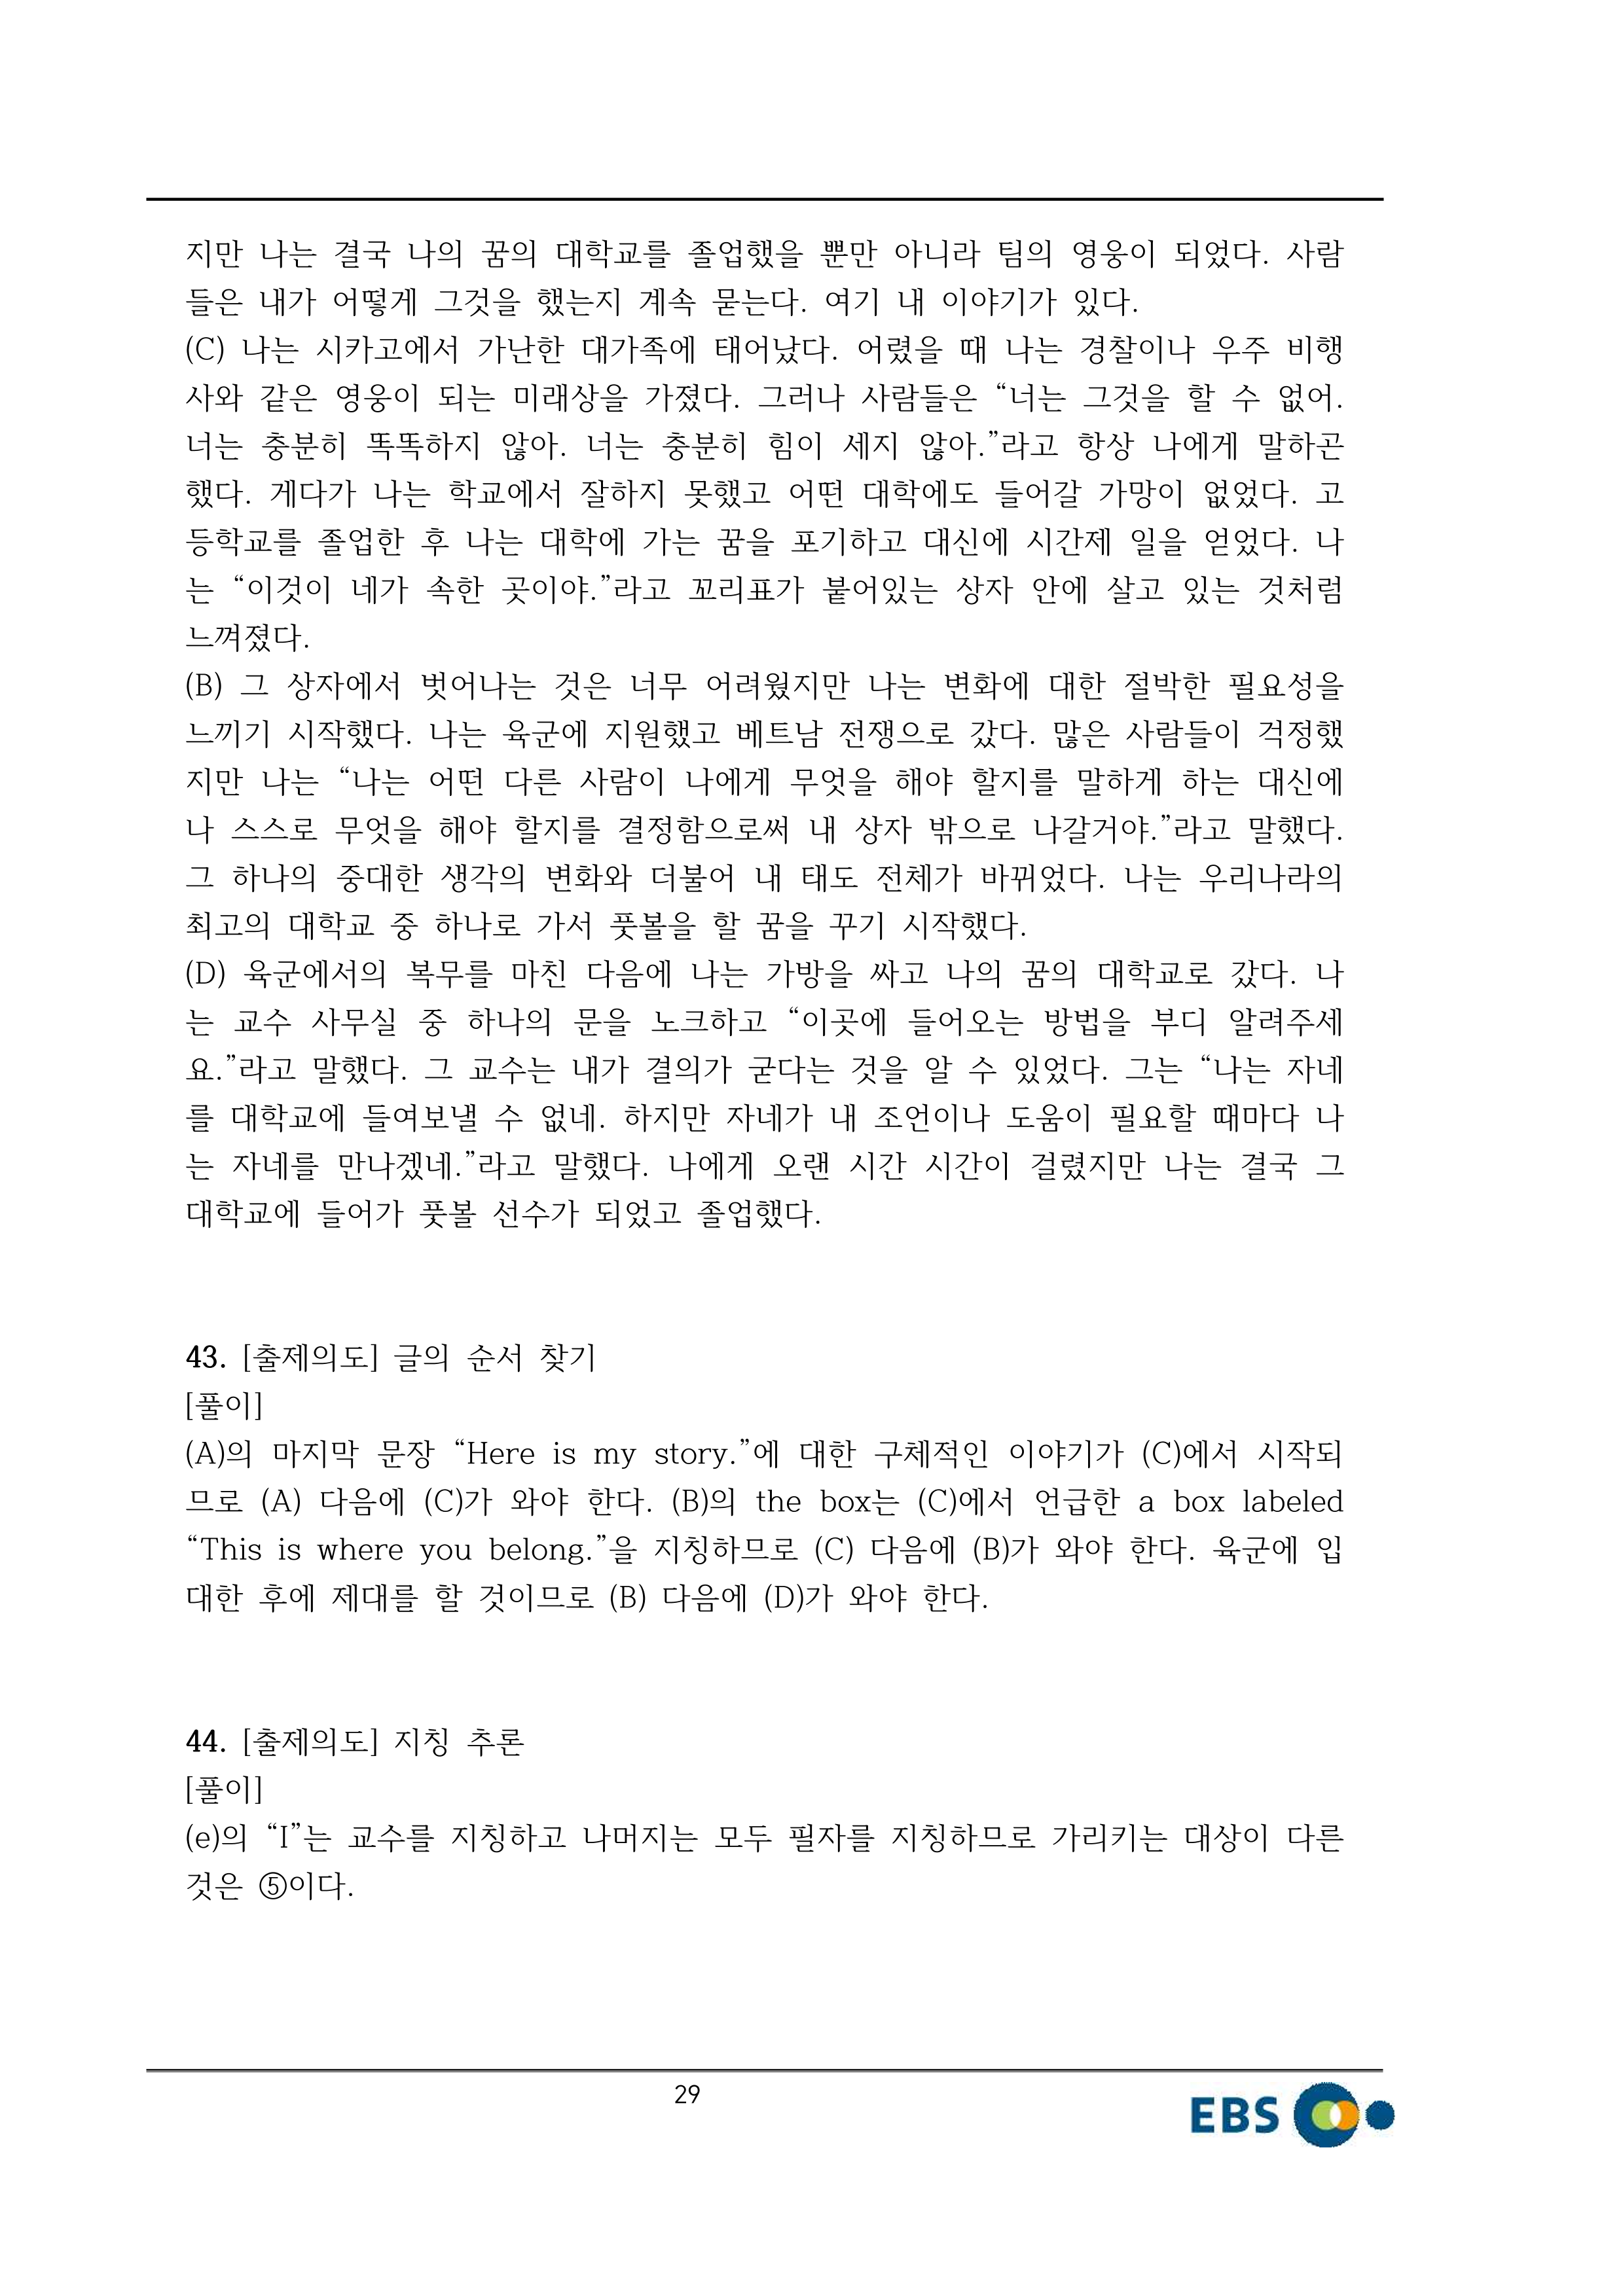 지만 나는 결국 나의 꿈의 대학교를 졸업했을 뿐만 아니라 팀의 영웅이 되었다. 사람
들은 내가 어떻게 그것을 했는지 계속 묻는다. 여기 내 이야기가 있다.
(C) 나는 시카고에서 가난한 대가족에 태어났다. 어렸을 때 나는 경찰이나 우주 비행
사와 같은 영웅이 되는 미래상을 가졌다. 그러나 사람들은 “너는 그것을 할 수 없어.
너는 충분히 똑똑하지 않아. 너는 충분히 힘이 세지 않아.”라고 항상 나에게 말하곤
했다. 게다가 나는 학교에서 잘하지 못했고 어떤 대학에도 들어갈 가망이 없었다. 고
등학교를 졸업한 후 나는 대학에 가는 꿈을 포기하고 대신에 시간제 일을 얻었다. 나
는 “이것이 네가 속한 곳이야.”라고 꼬리표가 붙어있는 상자 안에 살고 있는 것처럼
느껴졌다.
(B) 그 상자에서 벗어나는 것은 너무 어려웠지만 나는 변화에 대한 절박한 필요성을
느끼기 시작했다. 나는 육군에 지원했고 베트남 전쟁으로 갔다. 많은 사람들이 걱정했
지만 나는 “나는 어떤 다른 사람이 나에게 무엇을 해야 할지를 말하게 하는 대신에
나 스스로 무엇을 해야 할지를 결정함으로써 내 상자 밖으로 나갈거야.”라고 말했다.
그 하나의 중대한 생각의 변화와 더불어 내 태도 전체가 바뀌었다. 나는 우리나라의
최고의 대학교 중 하나로 가서 풋볼을 할 꿈을 꾸기 시작했다.
(D) 육군에서의 복무를 마친 다음에 나는 가방을 싸고 나의 꿈의 대학교로 갔다. 나
는 교수 사무실 중 하나의 문을 노크하고 “이곳에 들어오는 방법을 부디 알려주세
요.”라고 말했다. 그 교수는 내가 결의가 굳다는 것을 알 수 있었다. 그는 “나는 자네
를 대학교에 들여보낼 수 없네. 하지만 자네가 내 조언이나 도움이 필요할 때마다 나
는 자네를 만나겠네.”라고 말했다. 나에게 오랜 시간 시간이 걸렸지만 나는 결국 그
대학교에 들어가 풋볼 선수가 되었고 졸업했다.
43. [출제의도] 글의 순서 찾기
[풀이]
(A)의 마지막 문장 “Here is my story.”에 대한 구체적인 이야기가 (C)에서 시작되
므로 (A) 다음에 (C)가 와야 한다. (B)의 the box는 (C)에서 언급한 a box labeled
“This is where you belong.”을 지칭하므로 (C) 다음에 (B)가 와야 한다. 육군에 입
대한 후에 제대를 할 것이므로 (B) 다음에 (D)가 와야 한다.
44. [출제의도] 지칭 추론
[풀이]
(e)의 “I”는 교수를 지칭하고 나머지는 모두 필자를 지칭하므로 가리키는 대상이 다른
것은 ⑤이다.
29
EBS